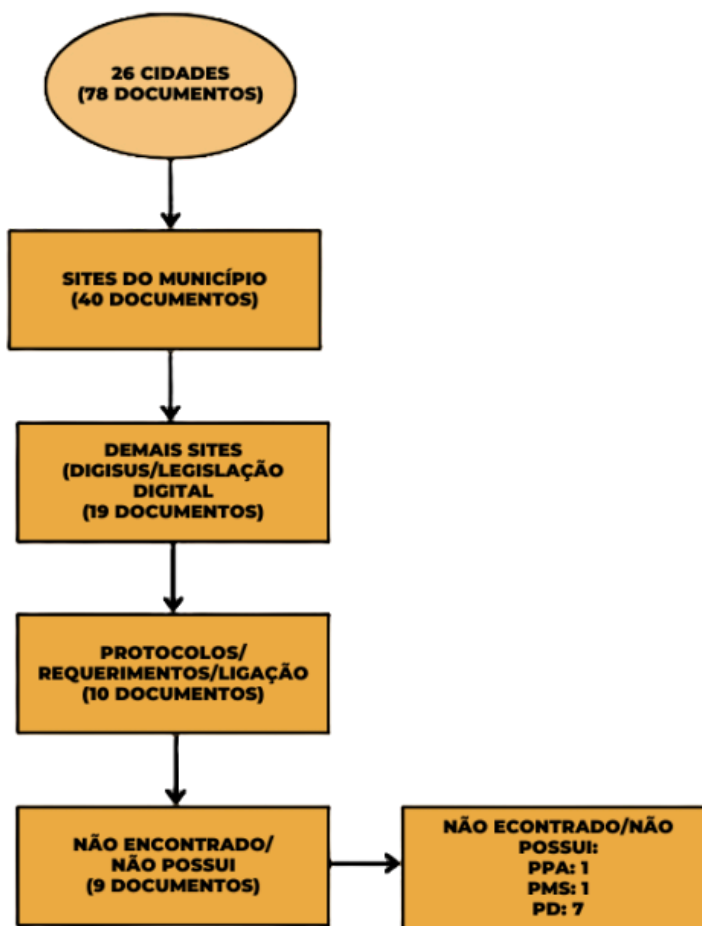 26 CIDADES
(78 DOCUMENTOS)
SITES DO MUNICÍPIO
(40 DOCUMENTOS)
DEMAIS SITES
(DIGISUS/LEGISLAÇÃO
DIGITAL
(19 DOCUMENTOS)
PROTOCOLOS/
REQUERIMENTOS/LIGAÇÃO
(10 DOCUMENTOS)
NÃO ENCONTRADO/
NÃO POSSUI
(9 DOCUMENTOS)
NÃO ECONTRADO/NÃO
POSSUI:
PPA: 1
PMS: 1
PD: 7